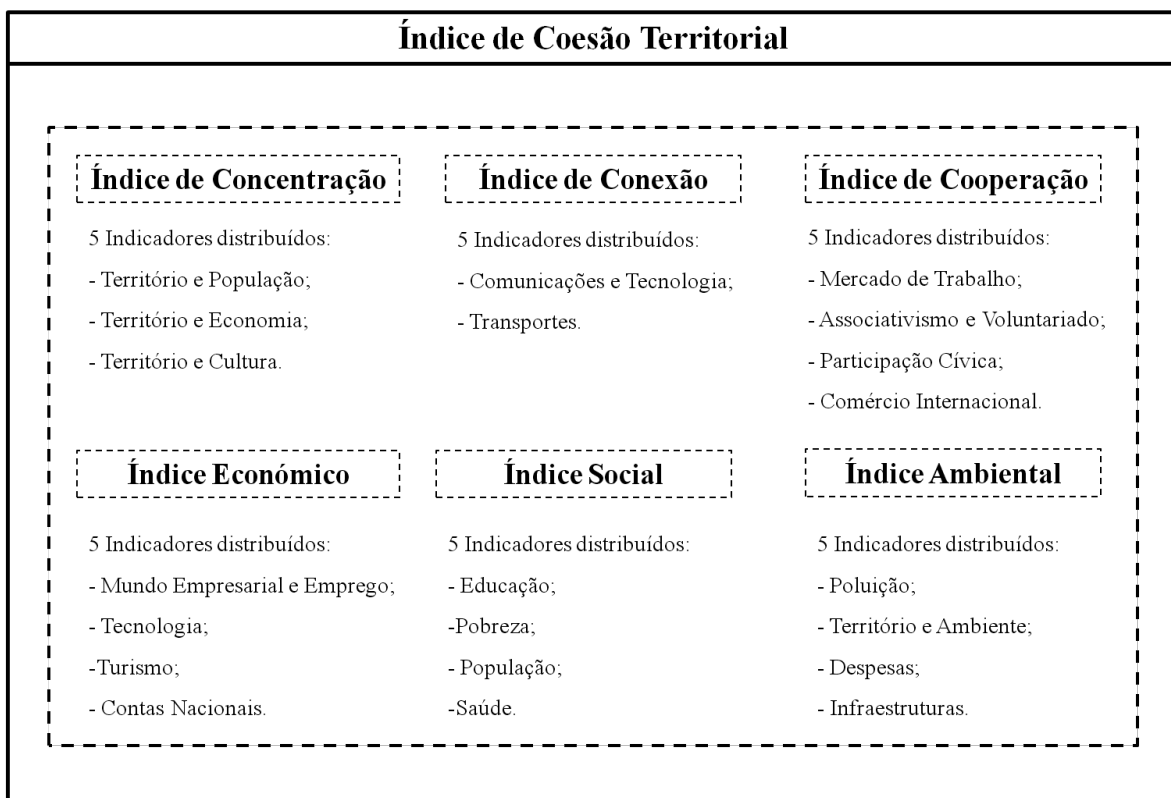 Índice de Coesão Territorial
Índice de Concentração
5 Indicadores distribuídos:
- Território e População;
- Território e Economia;
- Território e Cultura.
Índice de Conexão
5 Indicadores distribuídos:
- Comunicações e Tecnologia;
- Transportes.
Índice de Cooperação
5 Indicadores distribuídos:
- Mercado de Trabalho;
- Associativismo e Voluntariado;
- Participação Cívica;
- Comércio Internacional.
Índice Económico
5 Indicadores distribuídos:
- Mundo Empresarial e Emprego;
- Tecnologia;
-Turismo;
- Contas Nacionais.
Índice Social
5 Indicadores distribuídos:
- Educação;
-Pobreza;
- População;
-Saúde.
Índice Ambiental
5 Indicadores distribuídos:
- Poluição;
- Território e Ambiente;
- Despesas;
- Infraestruturas.